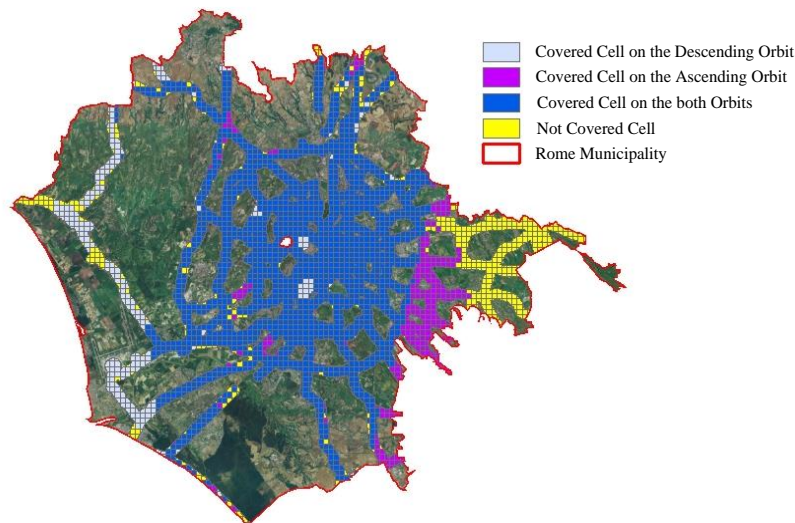 Covered Cell on the Descending Orbit
Covered Cell on the Ascending Orbit
Covered Cell on the both Orbits
Not Covered Cell
Rome Municipality